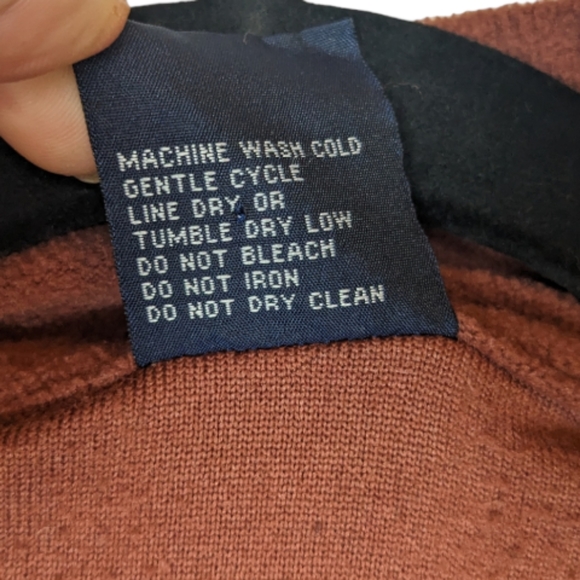 MACHINE WASH COLD
GENTLE CYCLE
LINE DRY OR
TUMBLE DRY LOW
DO NOT BLEACH
DO NOT IRON
DO NOT DRY CLEAN